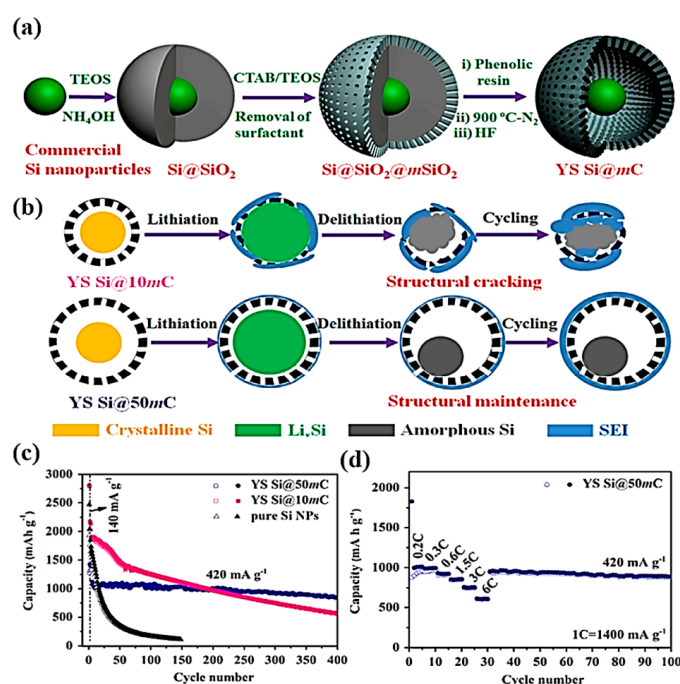 (a)
TEOS
NH₄OH
CTAB/TEOS
Removal of
surfactant
i) Phenolic
resin
ii) 900 °C-N₂
iii) HF
Commercial
Si nanoparticles
Si@SiO₂
Si@SiO₂@mSiO₂
YS Si@mC
(b)
Lithiation
Delithiation
Cycling
YS Si@10mC
Structural cracking
Lithiation
Delithiation
Cycling
YS Si@50mC
Structural maintenance
Crystalline Si
LiₓSi
Amorphous Si
SEI
(c)
Capacity (mAh g⁻¹)
3000
2500
2000
1500
1000
500
0
140 mA g⁻¹
YS Si@50mC
YS Si@10mC
pure Si NPs
420 mA g⁻¹
0 50 100 150 200 250 300 350 400
Cycle number
(d)
Capacity (mA h g⁻¹)
2000
1500
1000
500
0
YS Si@50mC
0.2C
0.3C
0.6C
1.5C
3C
6C
420 mA g⁻¹
1C=1400 mA g⁻¹
0 10 20 30 40 50 60 70 80 90 100
Cycle number